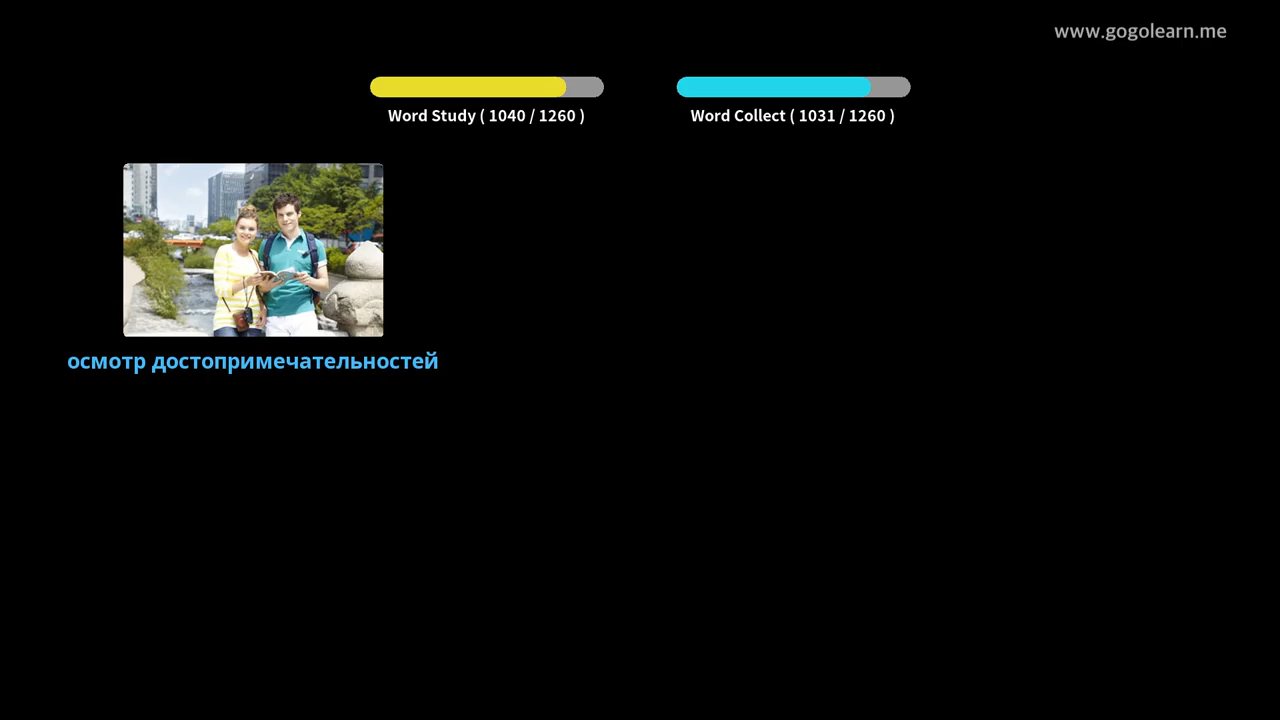 www.gogolearn.me
Word Study ( 1040 / 1260 )
Word Collect ( 1031 / 1260 )
осмотр достопримечательностей